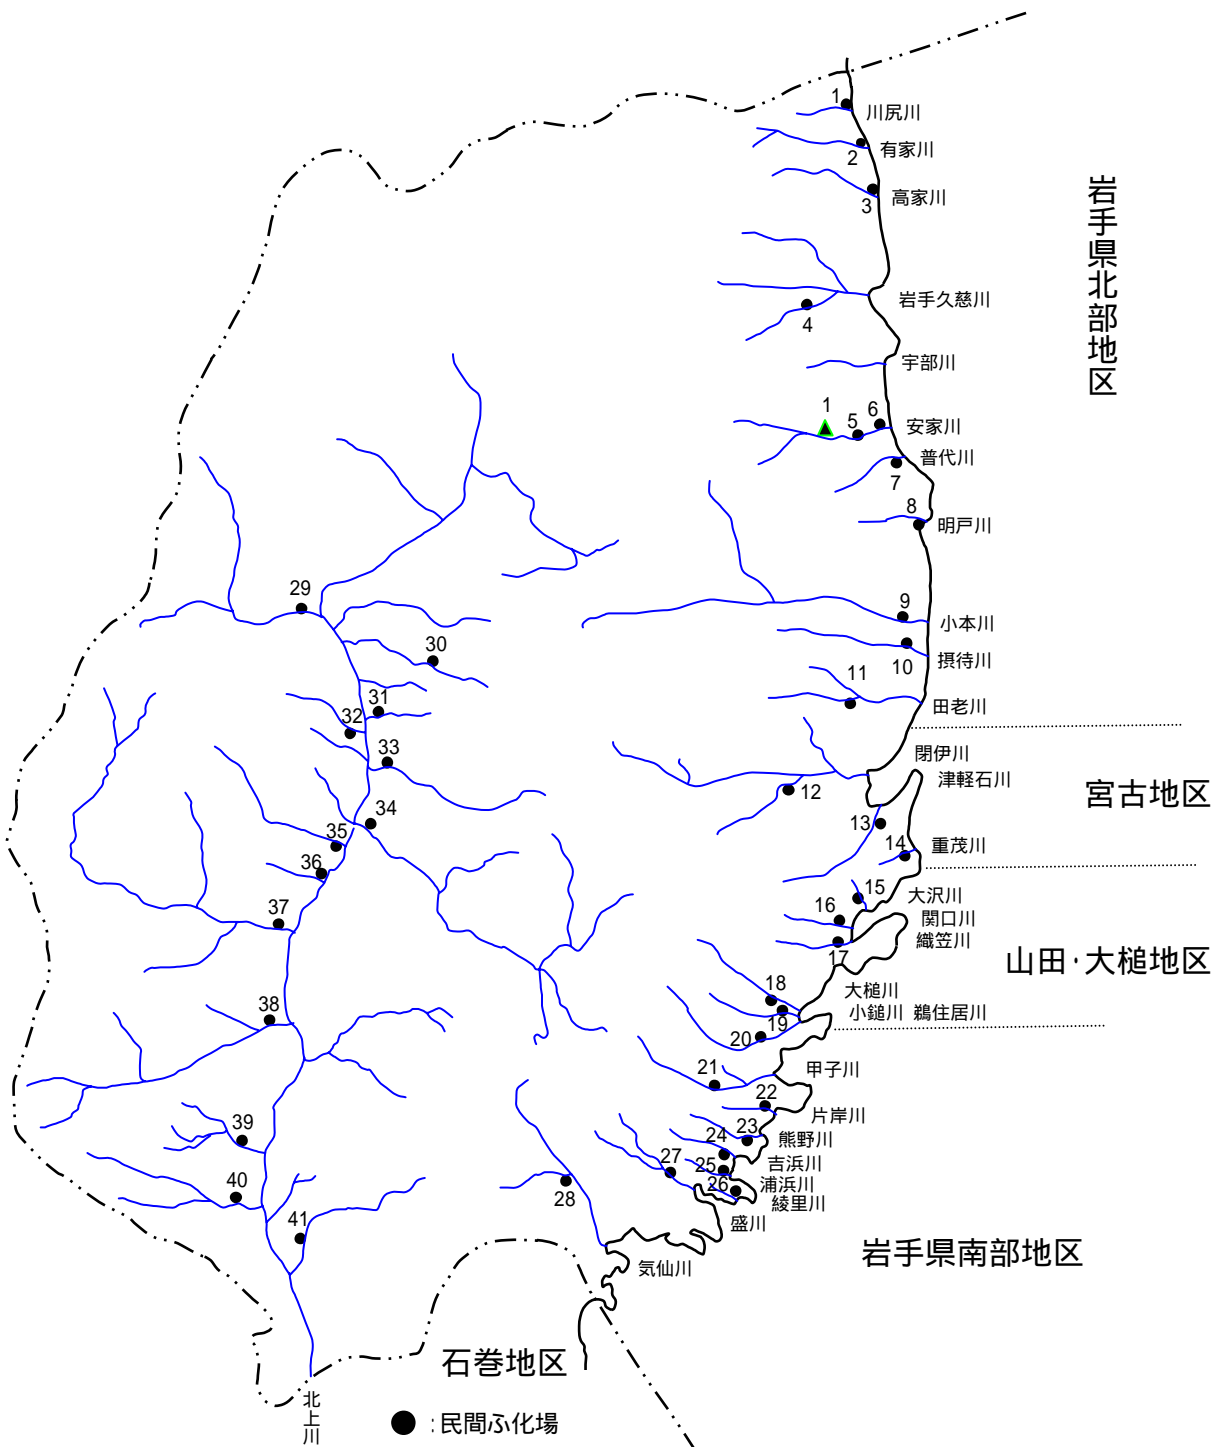 1
川尻川
2
有家川
3
高家川
岩手県北部地区
岩手久慈川
4
宇部川
1
5
6
安家川
普代川
7
8
明戸川
29
9
小本川
30
10
摂待川
11
31
32
田老川
33
閉伊川
津軽石川
12
宮古地区
34
13
35
14
重茂川
36
15
大沢川
37
16
関口川
織笠川
17
山田・大槌地区
18
大槌川
38
19
小鎚川 鵜住居川
20
21
甲子川
22
片岸川
39
23
熊野川
24
吉浜川
27
25
浦浜川
40
28
26
綾里川
41
盛川
岩手県南部地区
気仙川
石巻地区
北上川
:民間ふ化場